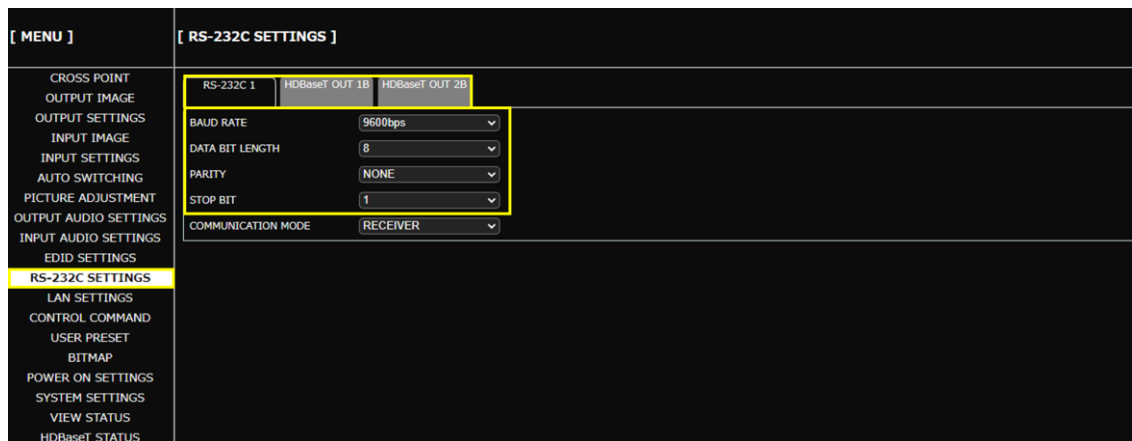 [ MENU ]
[ RS-232C SETTINGS ]
CROSS POINT
OUTPUT IMAGE
OUTPUT SETTINGS
INPUT IMAGE
INPUT SETTINGS
AUTO SWITCHING
PICTURE ADJUSTMENT
OUTPUT AUDIO SETTINGS
INPUT AUDIO SETTINGS
EDID SETTINGS
RS-232C SETTINGS
LAN SETTINGS
CONTROL COMMAND
USER PRESET
BITMAP
POWER ON SETTINGS
SYSTEM SETTINGS
VIEW STATUS
HDBaseT STATUS
RS-232C 1 HDBaseT OUT 1B HDBaseT OUT 2B
BAUD RATE 9600bps
DATA BIT LENGTH 8
PARITY NONE
STOP BIT 1
COMMUNICATION MODE RECEIVER